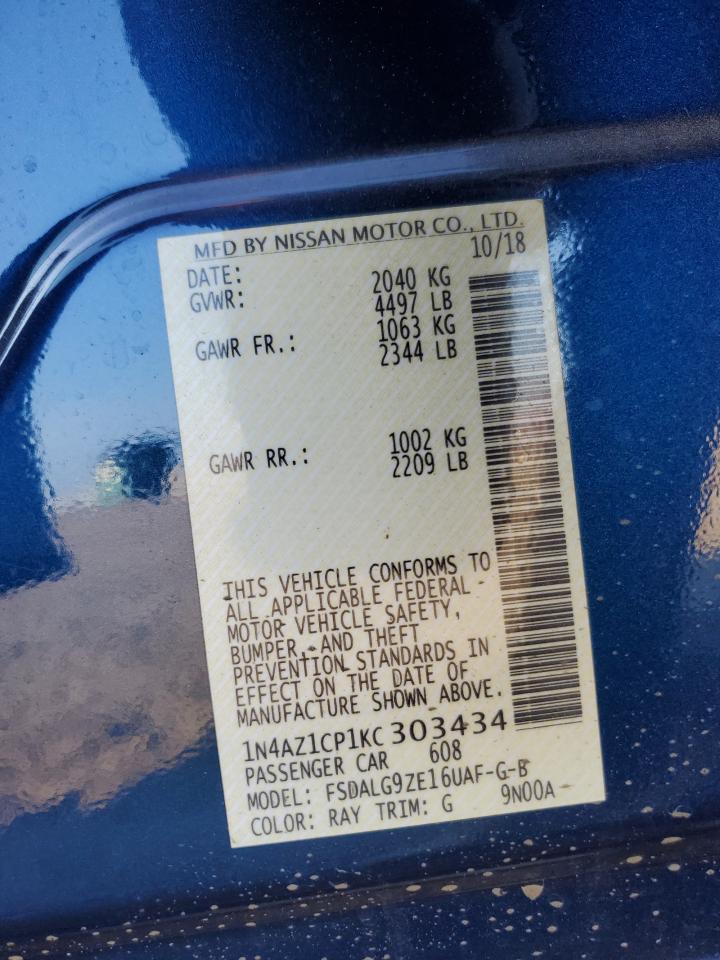 MFD BY NISSAN MOTOR CO., LTD.
DATE: 10/18
GVWR: 2040 KG
4497 LB
GAWR FR.: 1063 KG
2344 LB
GAWR RR.: 1002 KG
2209 LB
THIS VEHICLE CONFORMS TO
ALL APPLICABLE FEDERAL
MOTOR VEHICLE SAFETY,
BUMPER, AND THEFT
PREVENTION STANDARDS IN
EFFECT ON THE DATE OF
MANUFACTURE SHOWN ABOVE.
1N4AZ1CP1KC303434
PASSENGER CAR 608
MODEL: FSDALG9ZE16UAF-G-B
COLOR: RAY TRIM: G 9N00A